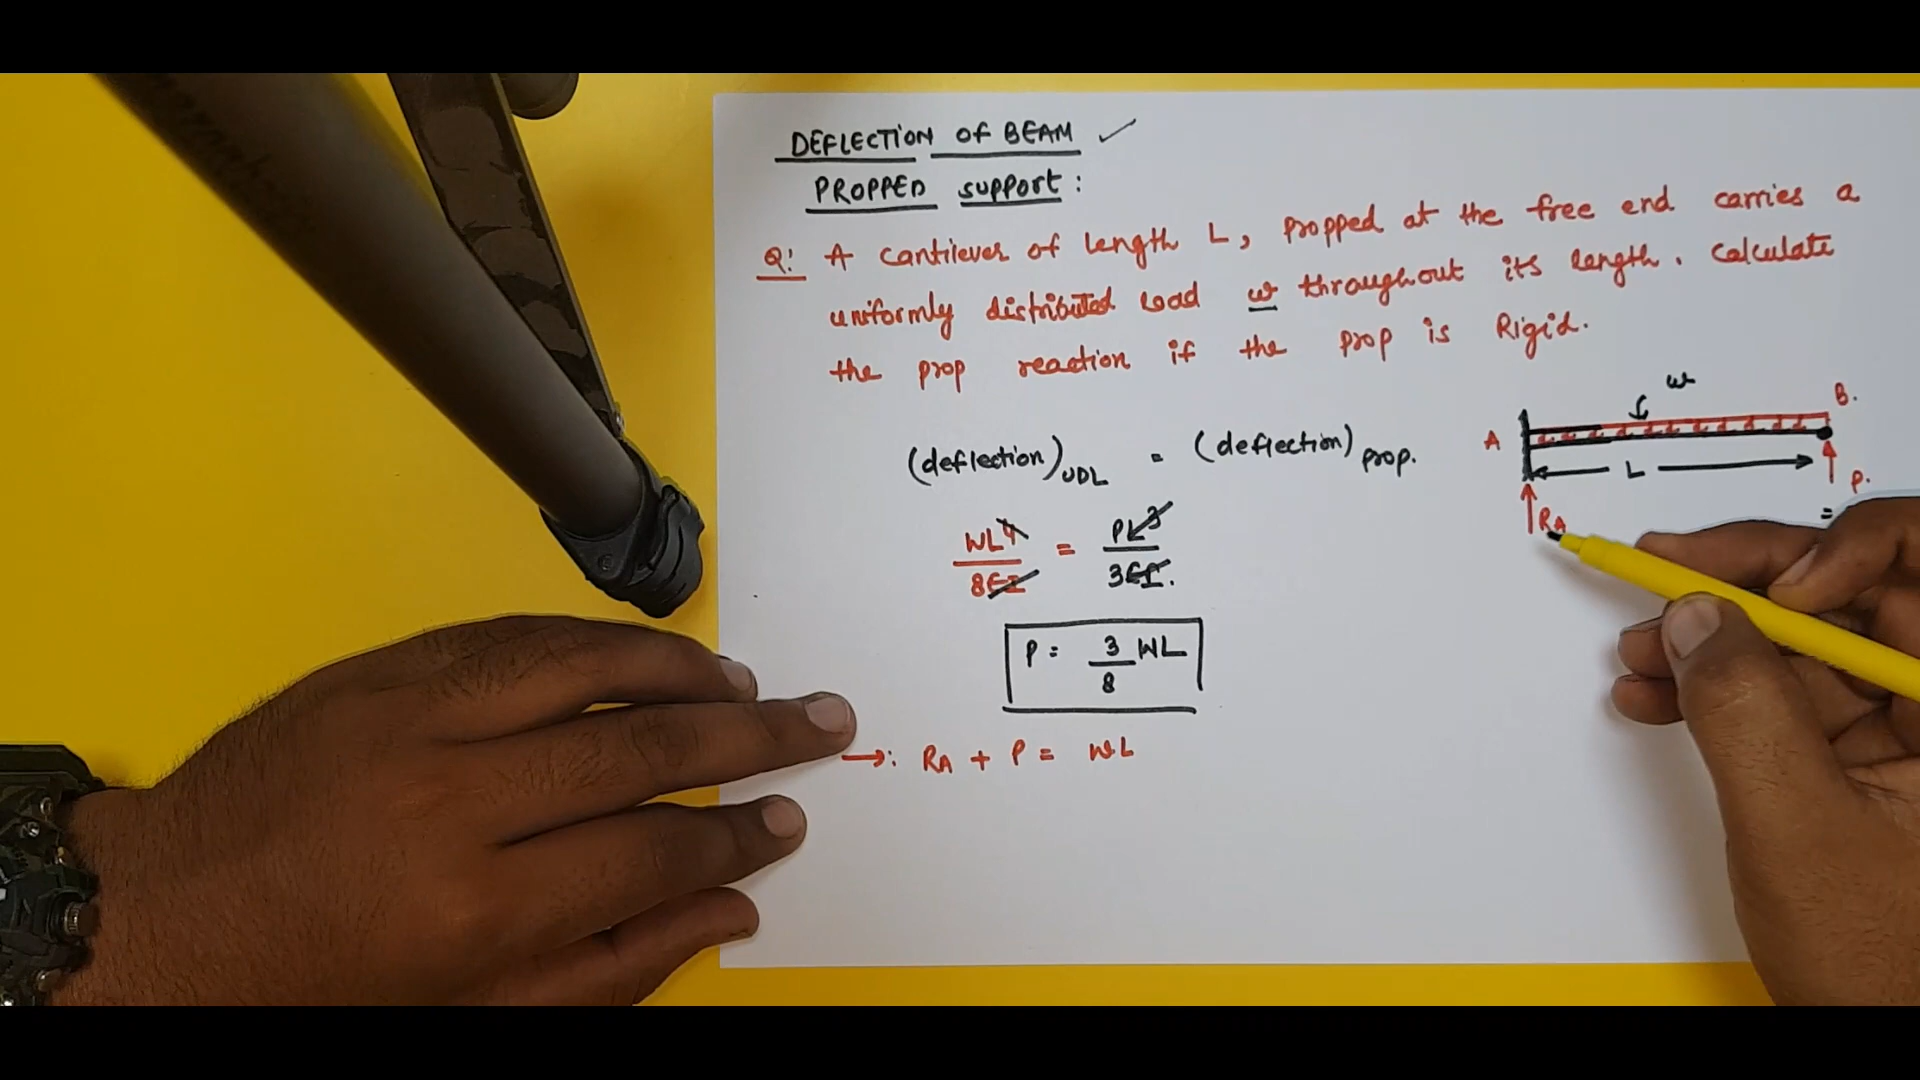 DEFLECTION OF BEAM ✓
PROPPED support :
Q: A cantilever of length L, propped at the free end carries a
uniformly distributed load w throughout its length. Calculate
the prop reaction if the prop is Rigid.
w
B.
A
L
P.
RA
=
(deflection)UDL = (deflection)prop.
WL⁴/8EI = PL³/3EI.
P = 3/8 WL
→: RA + P = WL